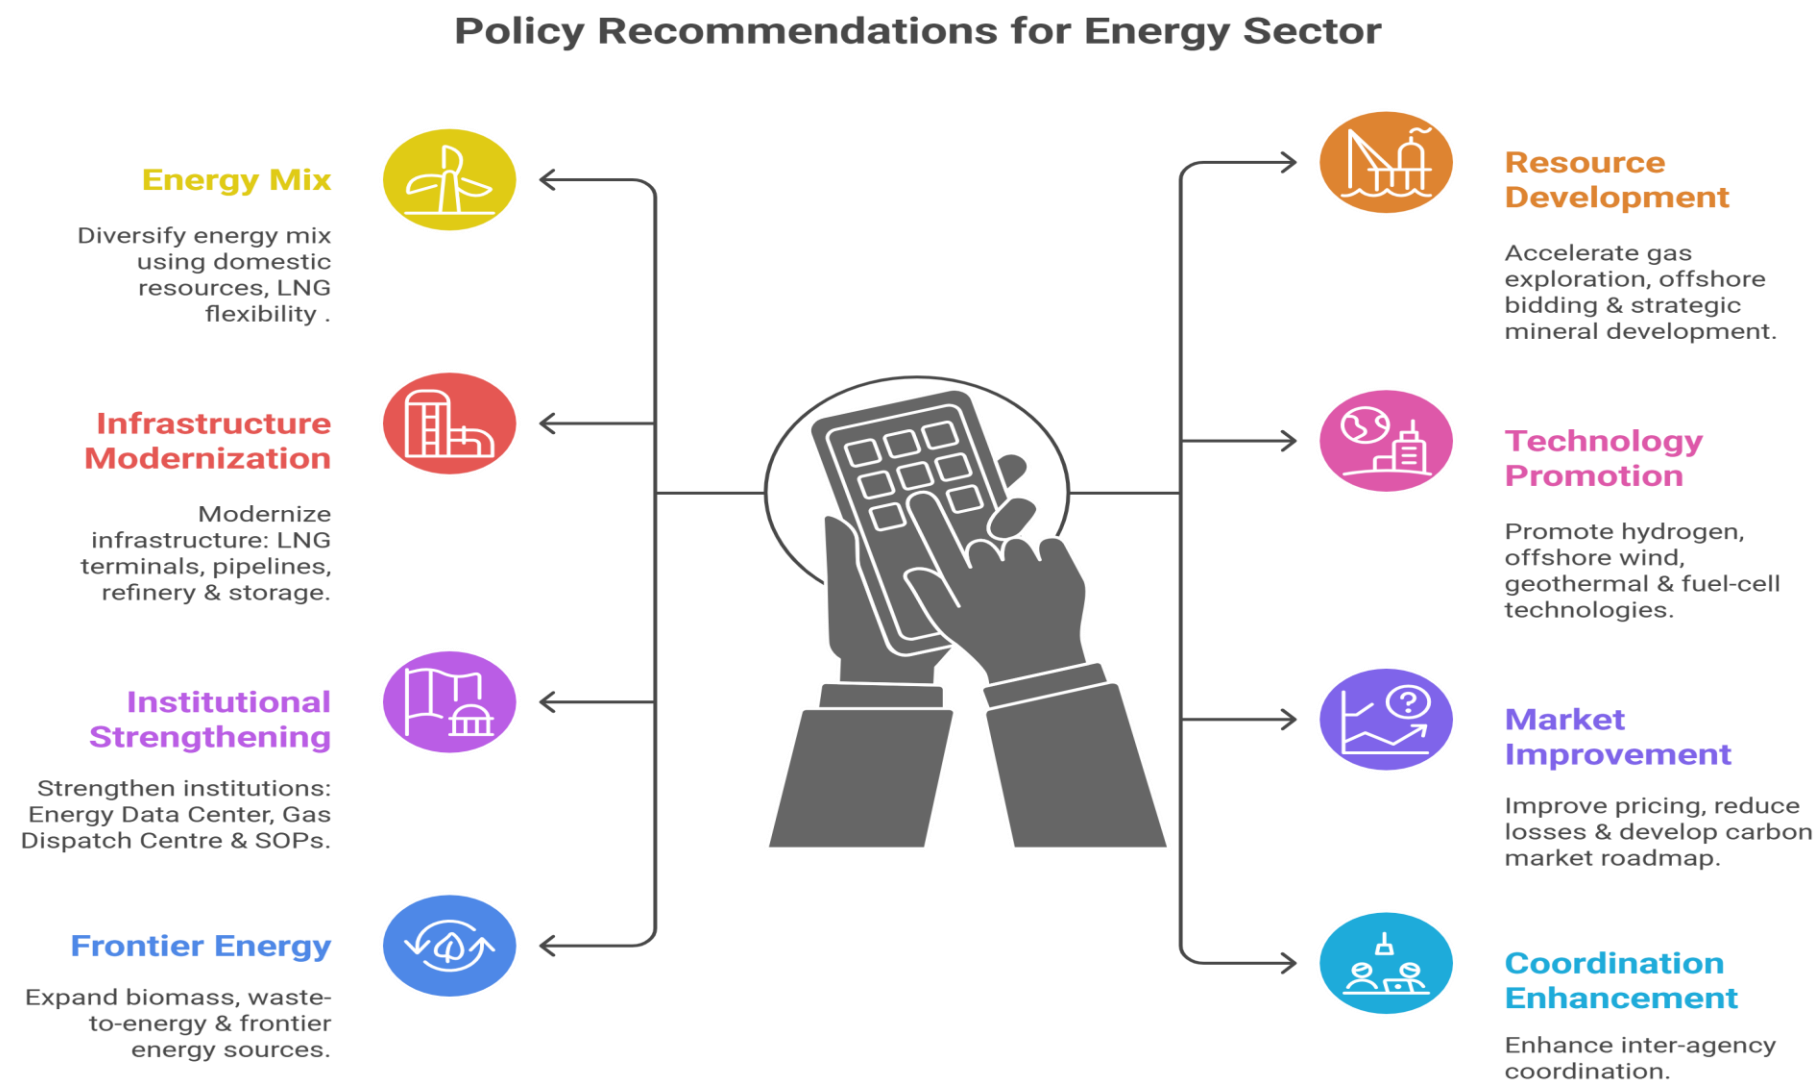 Policy Recommendations for Energy Sector
Energy Mix
Diversify energy mix
using domestic
resources, LNG
flexibility .
Infrastructure
Modernization
Modernize
infrastructure: LNG
terminals, pipelines,
refinery & storage.
Institutional
Strengthening
Strengthen institutions:
Energy Data Center, Gas
Dispatch Centre & SOPs.
Frontier Energy
Expand biomass, waste-
to-energy & frontier
energy sources.
Resource
Development
Accelerate gas
exploration, offshore
bidding & strategic
mineral development.
Technology
Promotion
Promote hydrogen,
offshore wind,
geothermal & fuel-cell
technologies.
?
Market
Improvement
Improve pricing, reduce
losses & develop carbon
market roadmap.
Coordination
Enhancement
Enhance inter-agency
coordination.